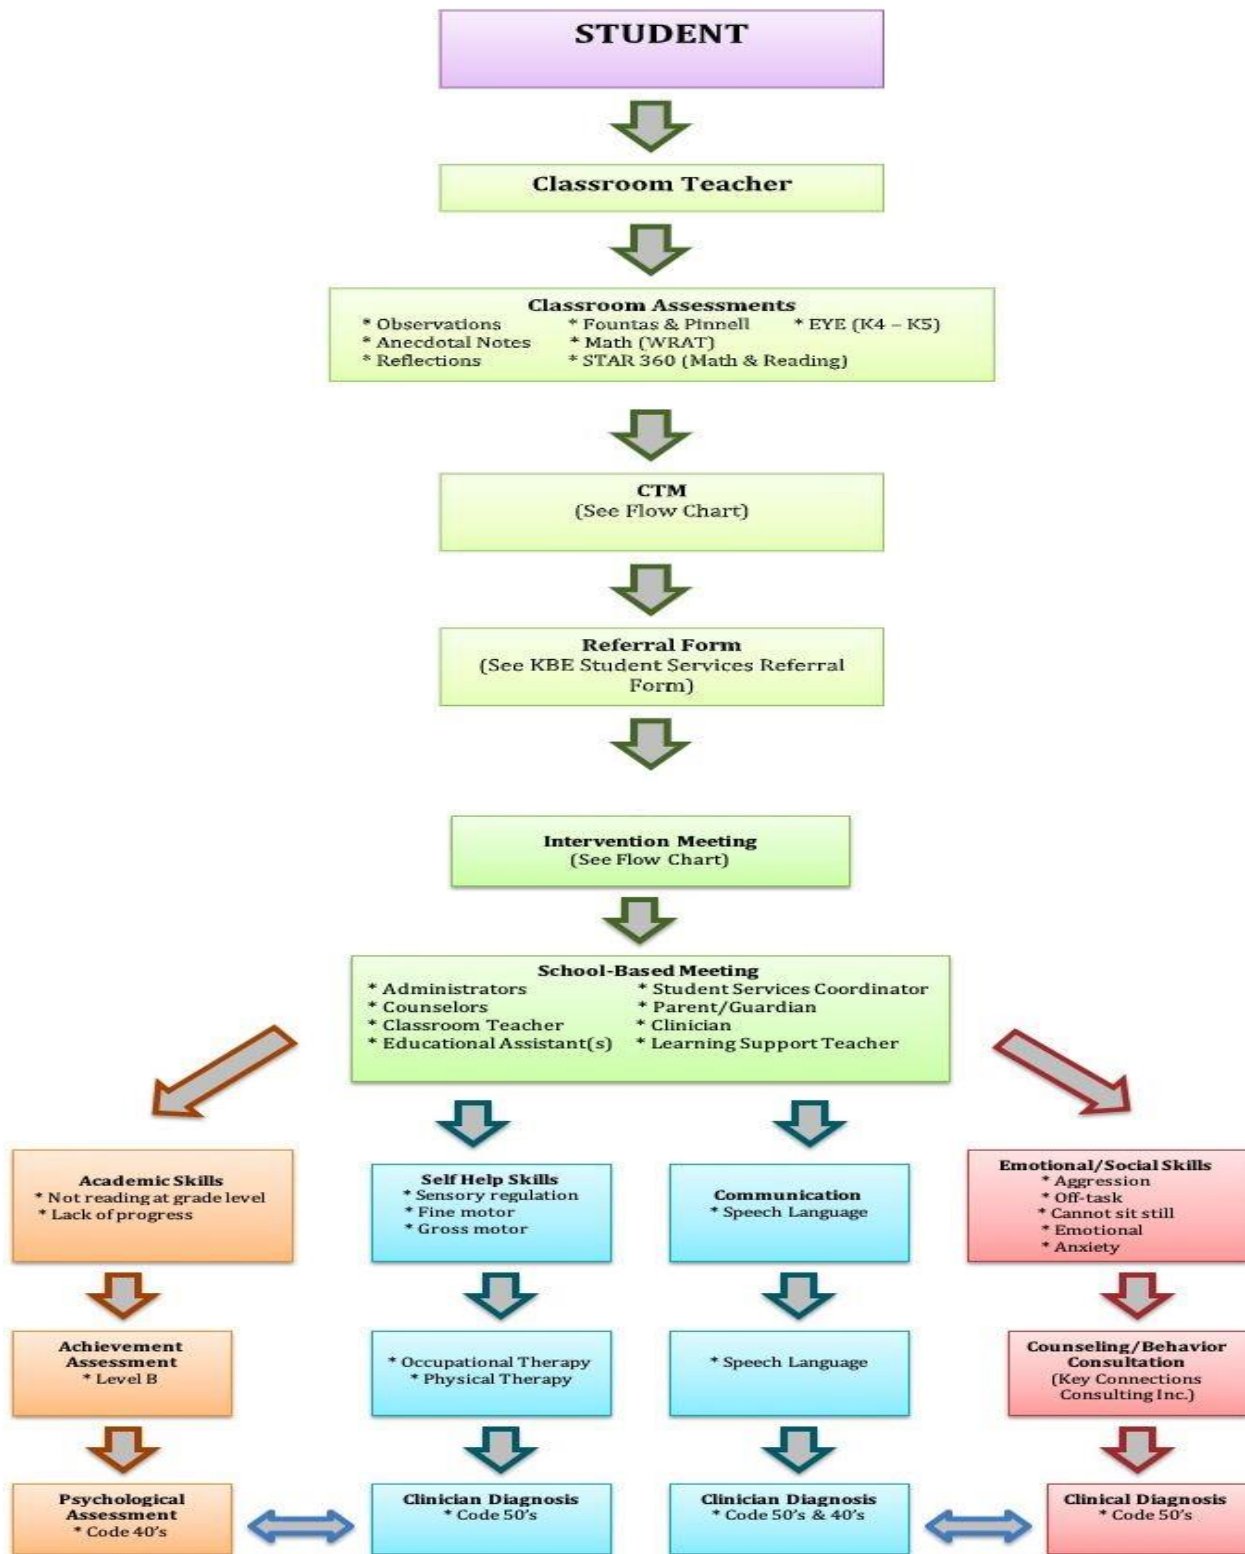 STUDENT
Classroom Teacher
Classroom Assessments
* Observations * Fountas & Pinnell * EYE (K4 – K5)
* Anecdotal Notes * Math (WRAT)
* Reflections * STAR 360 (Math & Reading)
CTM
(See Flow Chart)
Referral Form
(See KBE Student Services Referral
Form)
Intervention Meeting
(See Flow Chart)
School-Based Meeting
* Administrators * Student Services Coordinator
* Counselors * Parent/Guardian
* Classroom Teacher * Clinician
* Educational Assistant(s) * Learning Support Teacher
Academic Skills
* Not reading at grade level
* Lack of progress
Self Help Skills
* Sensory regulation
* Fine motor
* Gross motor
Communication
* Speech Language
Emotional/Social Skills
* Aggression
* Off-task
* Cannot sit still
* Emotional
* Anxiety
Achievement
Assessment
* Level B
* Occupational Therapy
* Physical Therapy
* Speech Language
Counseling/Behavior
Consultation
(Key Connections
Consulting Inc.)
Psychological
Assessment
* Code 40's
Clinician Diagnosis
* Code 50's
Clinician Diagnosis
* Code 50's & 40's
Clinical Diagnosis
* Code 50's